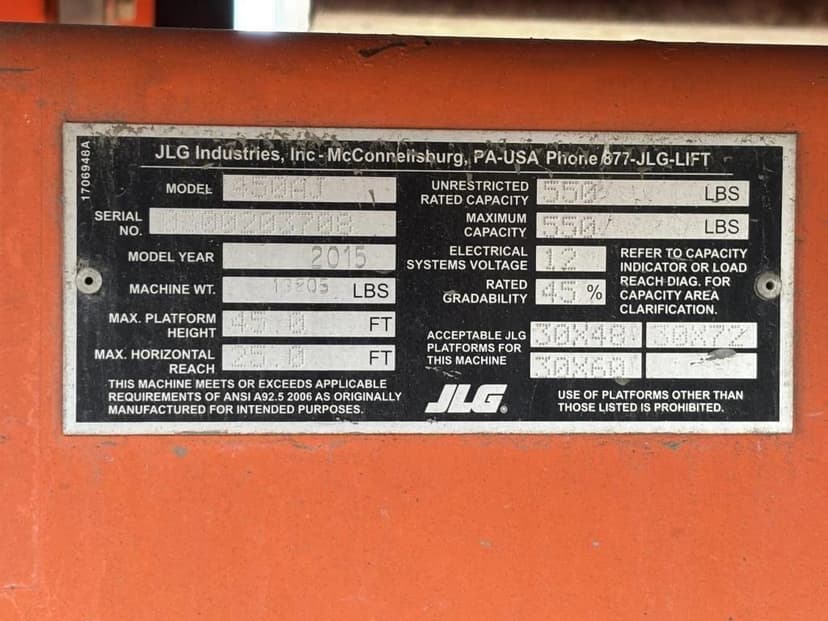 1706948A
JLG Industries, Inc - McConnellsburg, PA-USA Phone 877-JLG-LIFT
MODEL 450AJ
SERIAL
NO.
MODEL YEAR 2015
MACHINE WT. LBS
MAX. PLATFORM
HEIGHT 45.0 FT
MAX. HORIZONTAL
REACH 25.0 FT
THIS MACHINE MEETS OR EXCEEDS APPLICABLE
REQUIREMENTS OF ANSI A92.5 2006 AS ORIGINALLY
MANUFACTURED FOR INTENDED PURPOSES.
UNRESTRICTED
RATED CAPACITY 550/ LBS
MAXIMUM
CAPACITY 550/ LBS
ELECTRICAL
SYSTEMS VOLTAGE 12
RATED
GRADABILITY 45 %
REFER TO CAPACITY
INDICATOR OR LOAD
REACH DIAG. FOR
CAPACITY AREA
CLARIFICATION.
ACCEPTABLE JLG
PLATFORMS FOR
THIS MACHINE
30X48 30X72
30X60
JLG®
USE OF PLATFORMS OTHER THAN
THOSE LISTED IS PROHIBITED.